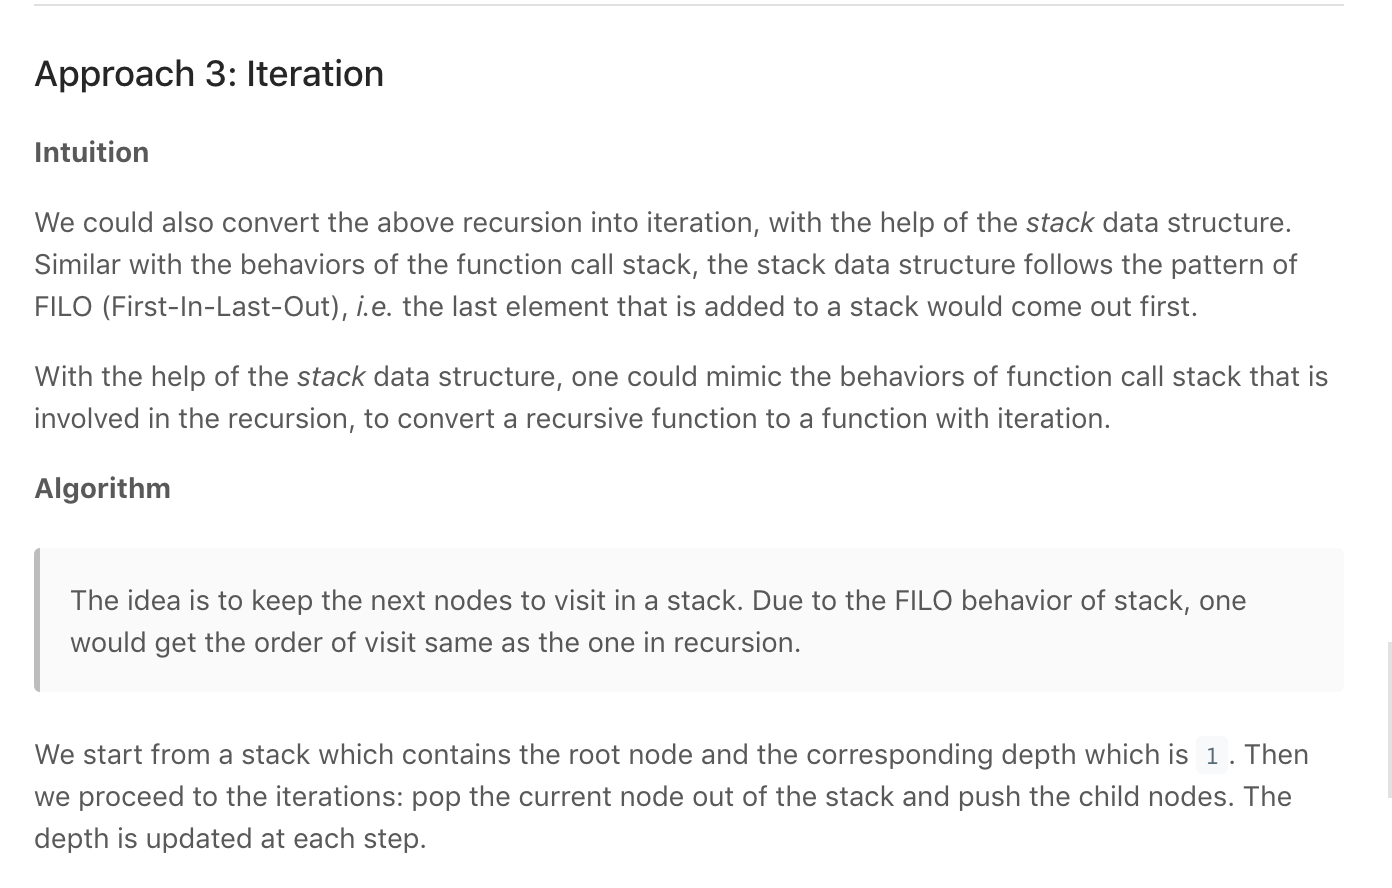 Approach 3: Iteration
Intuition
We could also convert the above recursion into iteration, with the help of the stack data structure.
Similar with the behaviors of the function call stack, the stack data structure follows the pattern of
FILO (First-In-Last-Out), i.e. the last element that is added to a stack would come out first.
With the help of the stack data structure, one could mimic the behaviors of function call stack that is
involved in the recursion, to convert a recursive function to a function with iteration.
Algorithm
The idea is to keep the next nodes to visit in a stack. Due to the FILO behavior of stack, one
would get the order of visit same as the one in recursion.
We start from a stack which contains the root node and the corresponding depth which is 1. Then
we proceed to the iterations: pop the current node out of the stack and push the child nodes. The
depth is updated at each step.